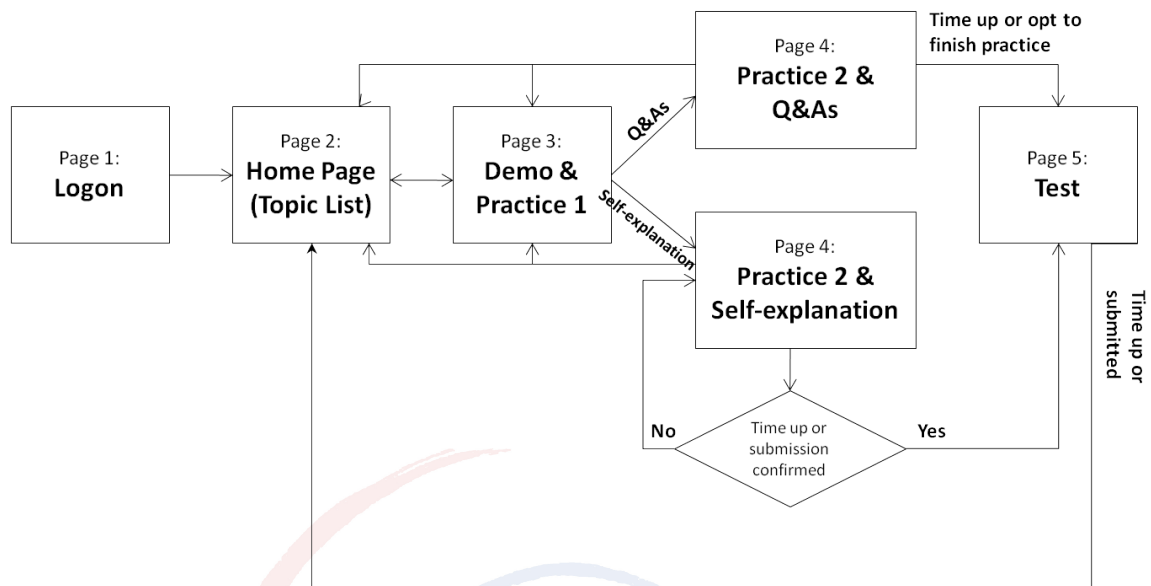 Page 1:
Logon
Page 2:
Home Page
(Topic List)
Page 3:
Demo &
Practice 1
Q&As
Self-explanation
Page 4:
Practice 2 &
Q&As
Time up or opt to
finish practice
Page 4:
Practice 2 &
Self-explanation
Time up or
submission
confirmed
No
Yes
Page 5:
Test
Time up or
submitted